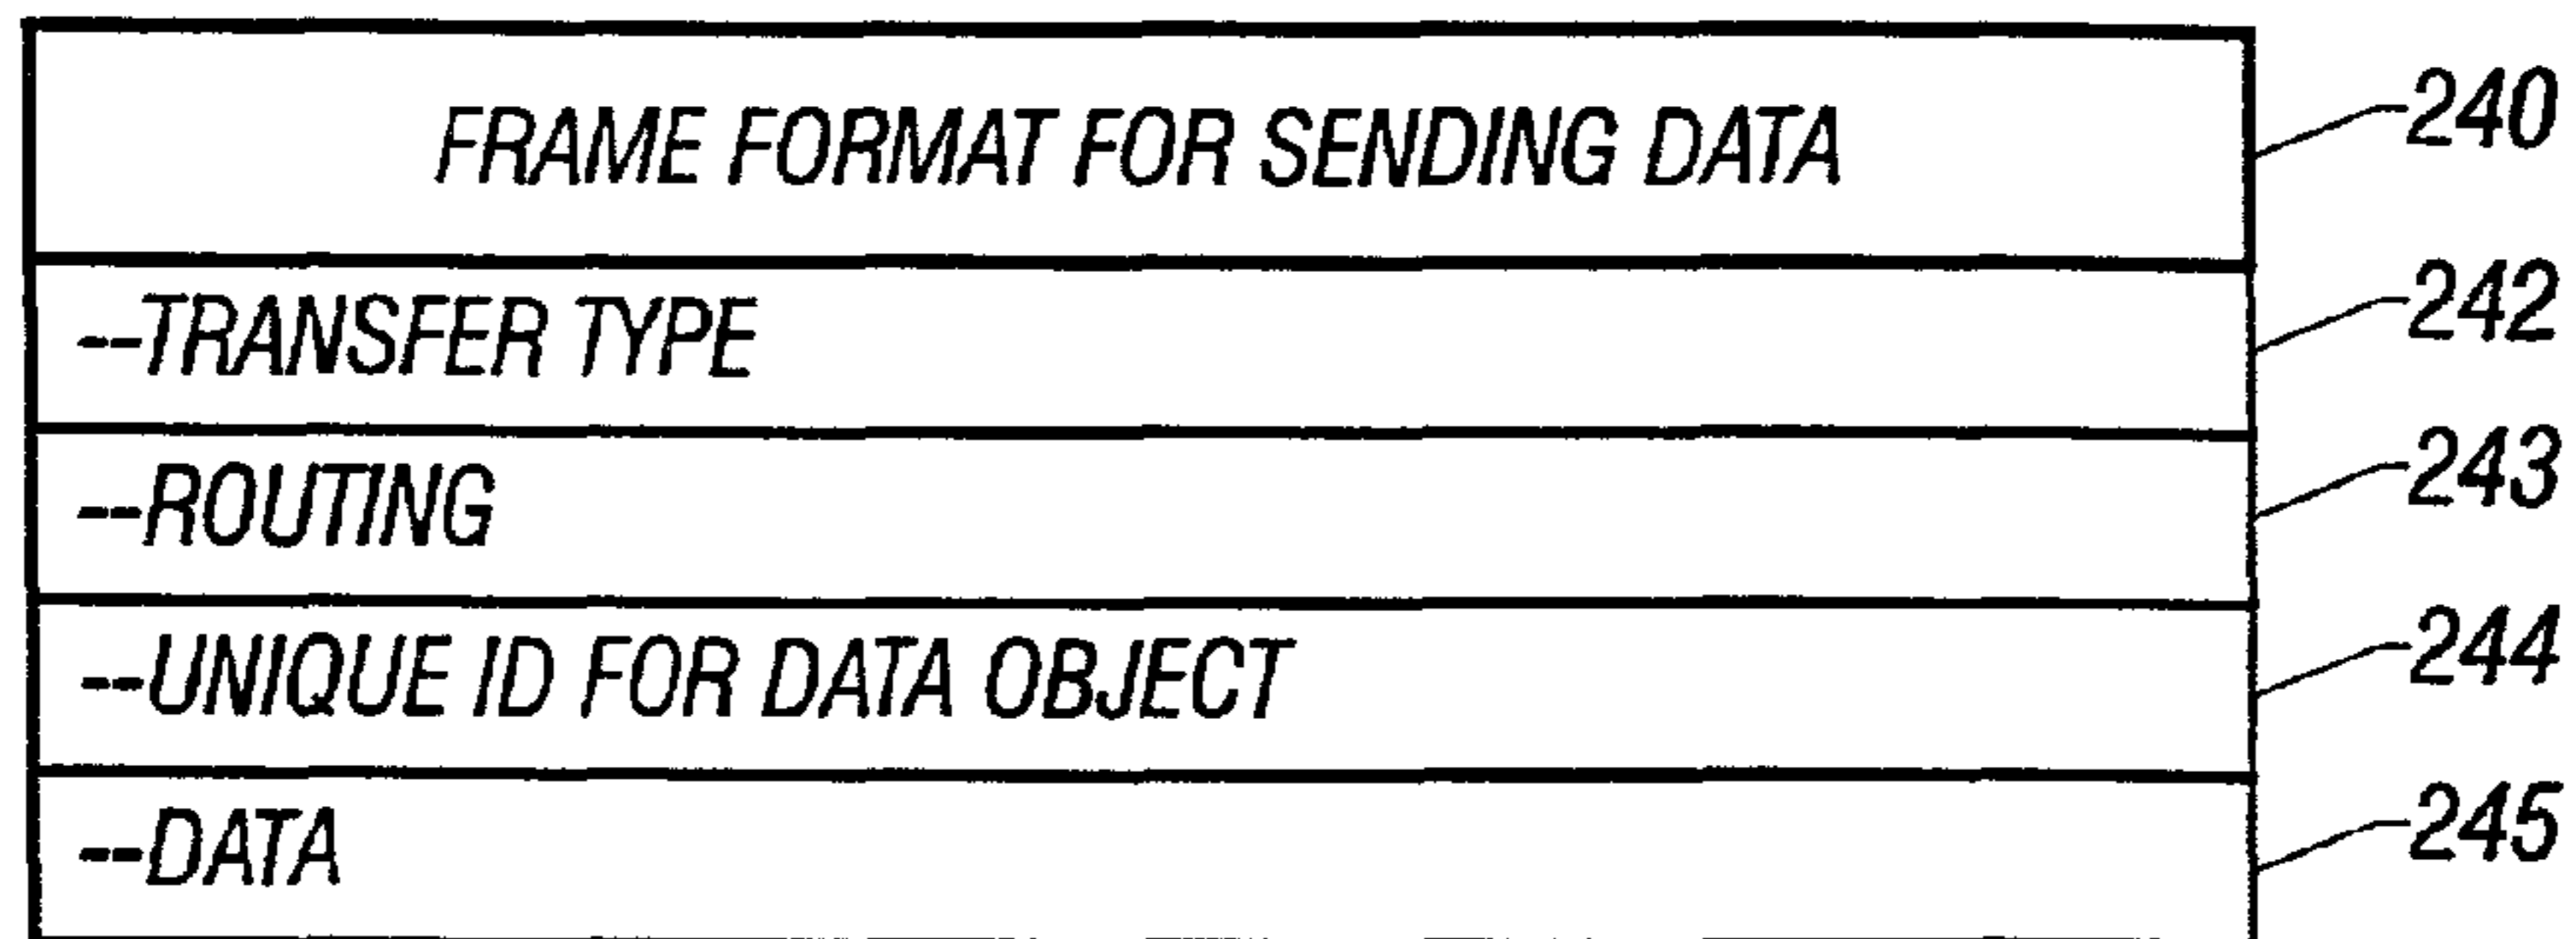 FRAME FORMAT FOR SENDING DATA 240
--TRANSFER TYPE 242
--ROUTING 243
--UNIQUE ID FOR DATA OBJECT 244
--DATA 245